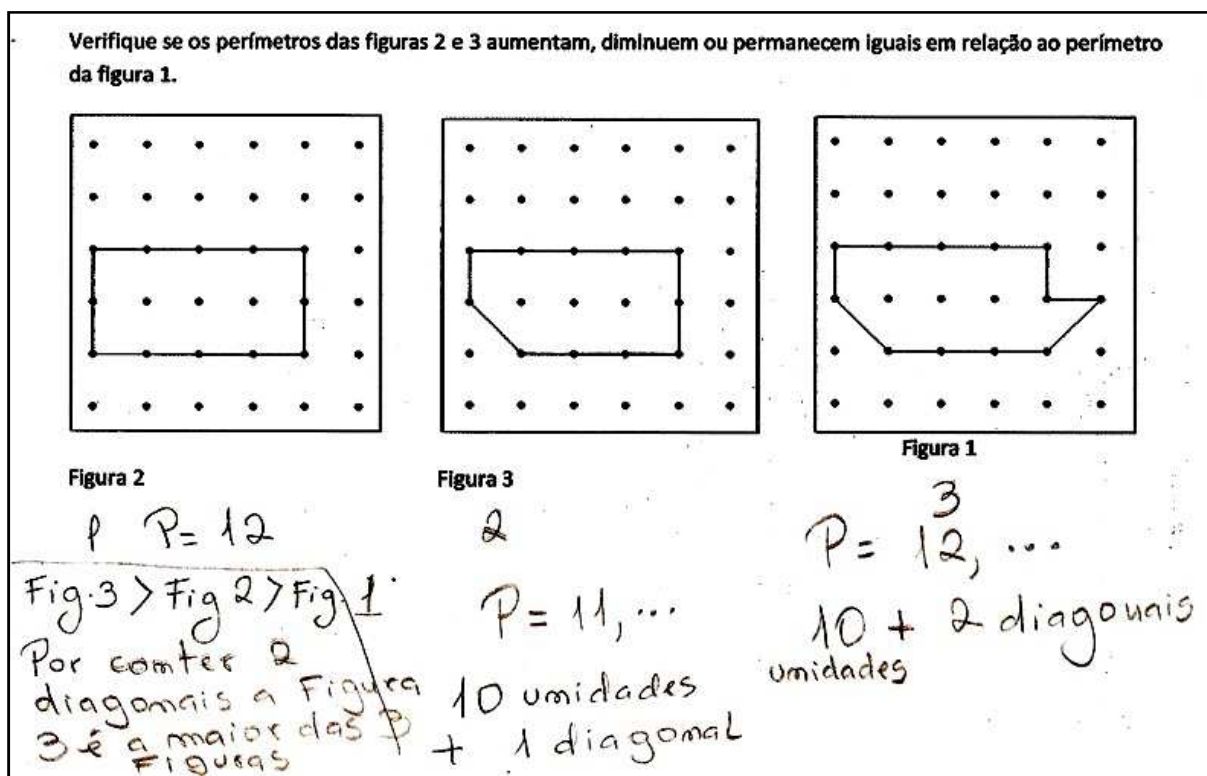 Verifique se os perímetros das figuras 2 e 3 aumentam, diminuem ou permanecem iguais em relação ao perímetro
da figura 1.
Figura 2
Figura 3
Figura 1
1 P= 12
2
3
P= 11, ...
P= 12, ...
10 unidades
+ 1 diagonal
10 + 2 diagonais
unidades
Fig.3 > Fig 2 > Fig. 1
Por conter 2
diagonais a Figura
3 é a maior das 3
FIGURAS